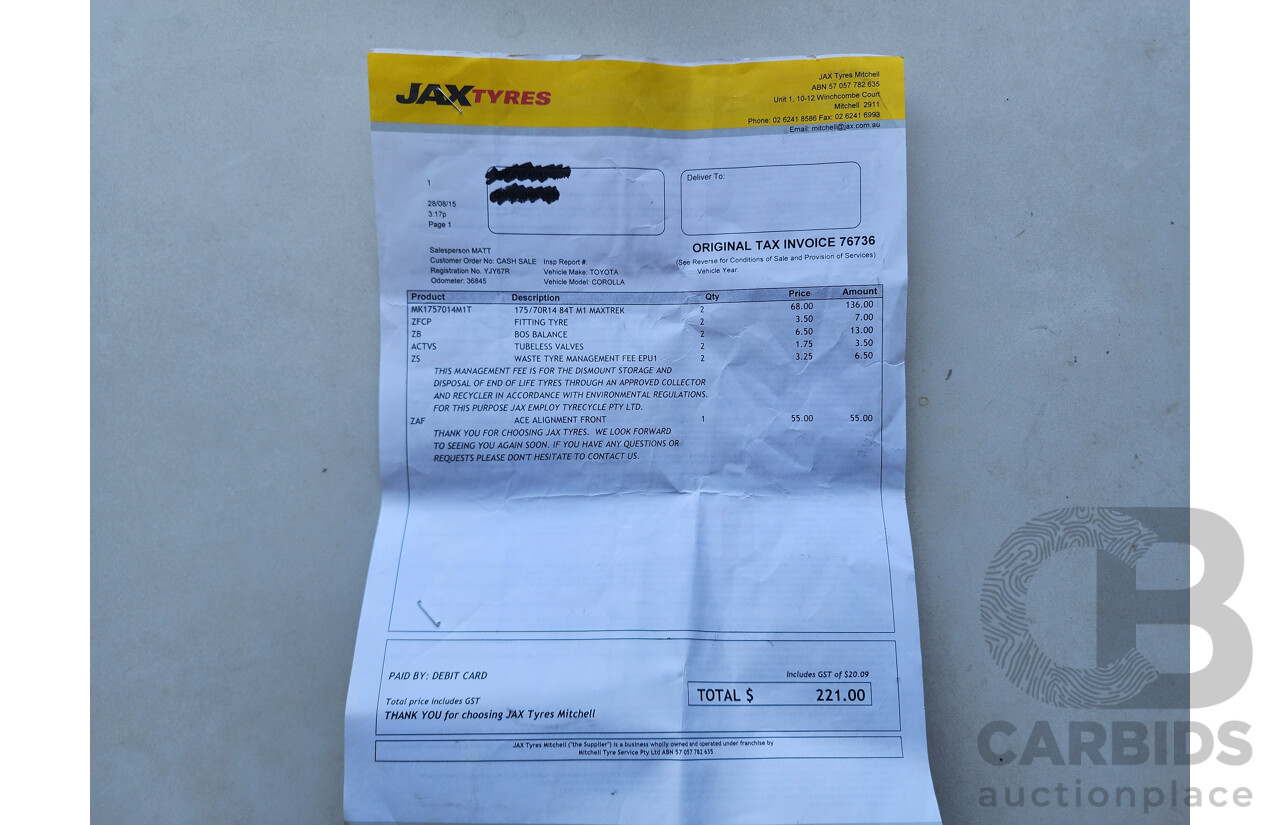 JAX TYRES
JAX Tyres Mitchell
ABN 57 057 782 635
Unit 1, 10-12 Winchcombe Court
Mitchell 2911
Phone: 02 6241 8586 Fax: 02 6241 6993
Email: mitchell@jax.com.au
1
28/08/15
3:17p
Page 1
Deliver To:
ORIGINAL TAX INVOICE 76736
(See Reverse for Conditions of Sale and Provision of Services)
Salesperson MATT
Customer Order No: CASH SALE Insp Report #:
Registration No. YJY67R Vehicle Make: TOYOTA Vehicle Year.
Odometer: 36845 Vehicle Model: COROLLA
Product Description Qty Price Amount
MK1757014M1T 175/70R14 84T M1 MAXTREK 2 68.00 136.00
ZFCP FITTING TYRE 2 3.50 7.00
ZB BOS BALANCE 2 6.50 13.00
ACTVS TUBELESS VALVES 2 1.75 3.50
ZS WASTE TYRE MANAGEMENT FEE EPU1 2 3.25 6.50
THIS MANAGEMENT FEE IS FOR THE DISMOUNT STORAGE AND
DISPOSAL OF END OF LIFE TYRES THROUGH AN APPROVED COLLECTOR
AND RECYCLER IN ACCORDANCE WITH ENVIRONMENTAL REGULATIONS.
FOR THIS PURPOSE JAX EMPLOY TYRECYCLE PTY LTD.
ZAF ACE ALIGNMENT FRONT 1 55.00 55.00
THANK YOU FOR CHOOSING JAX TYRES. WE LOOK FORWARD
TO SEEING YOU AGAIN SOON. IF YOU HAVE ANY QUESTIONS OR
REQUESTS PLEASE DON'T HESITATE TO CONTACT US.
PAID BY: DEBIT CARD
Includes GST of $20.09
TOTAL $ 221.00
Total price includes GST
THANK YOU for choosing JAX Tyres Mitchell
JAX Tyres Mitchell ("the Supplier") is a business wholly owned and operated under franchise by
Mitchell Tyre Service Pty Ltd ABN 57 057 782 635
CB
CARBIDS
auctionplace